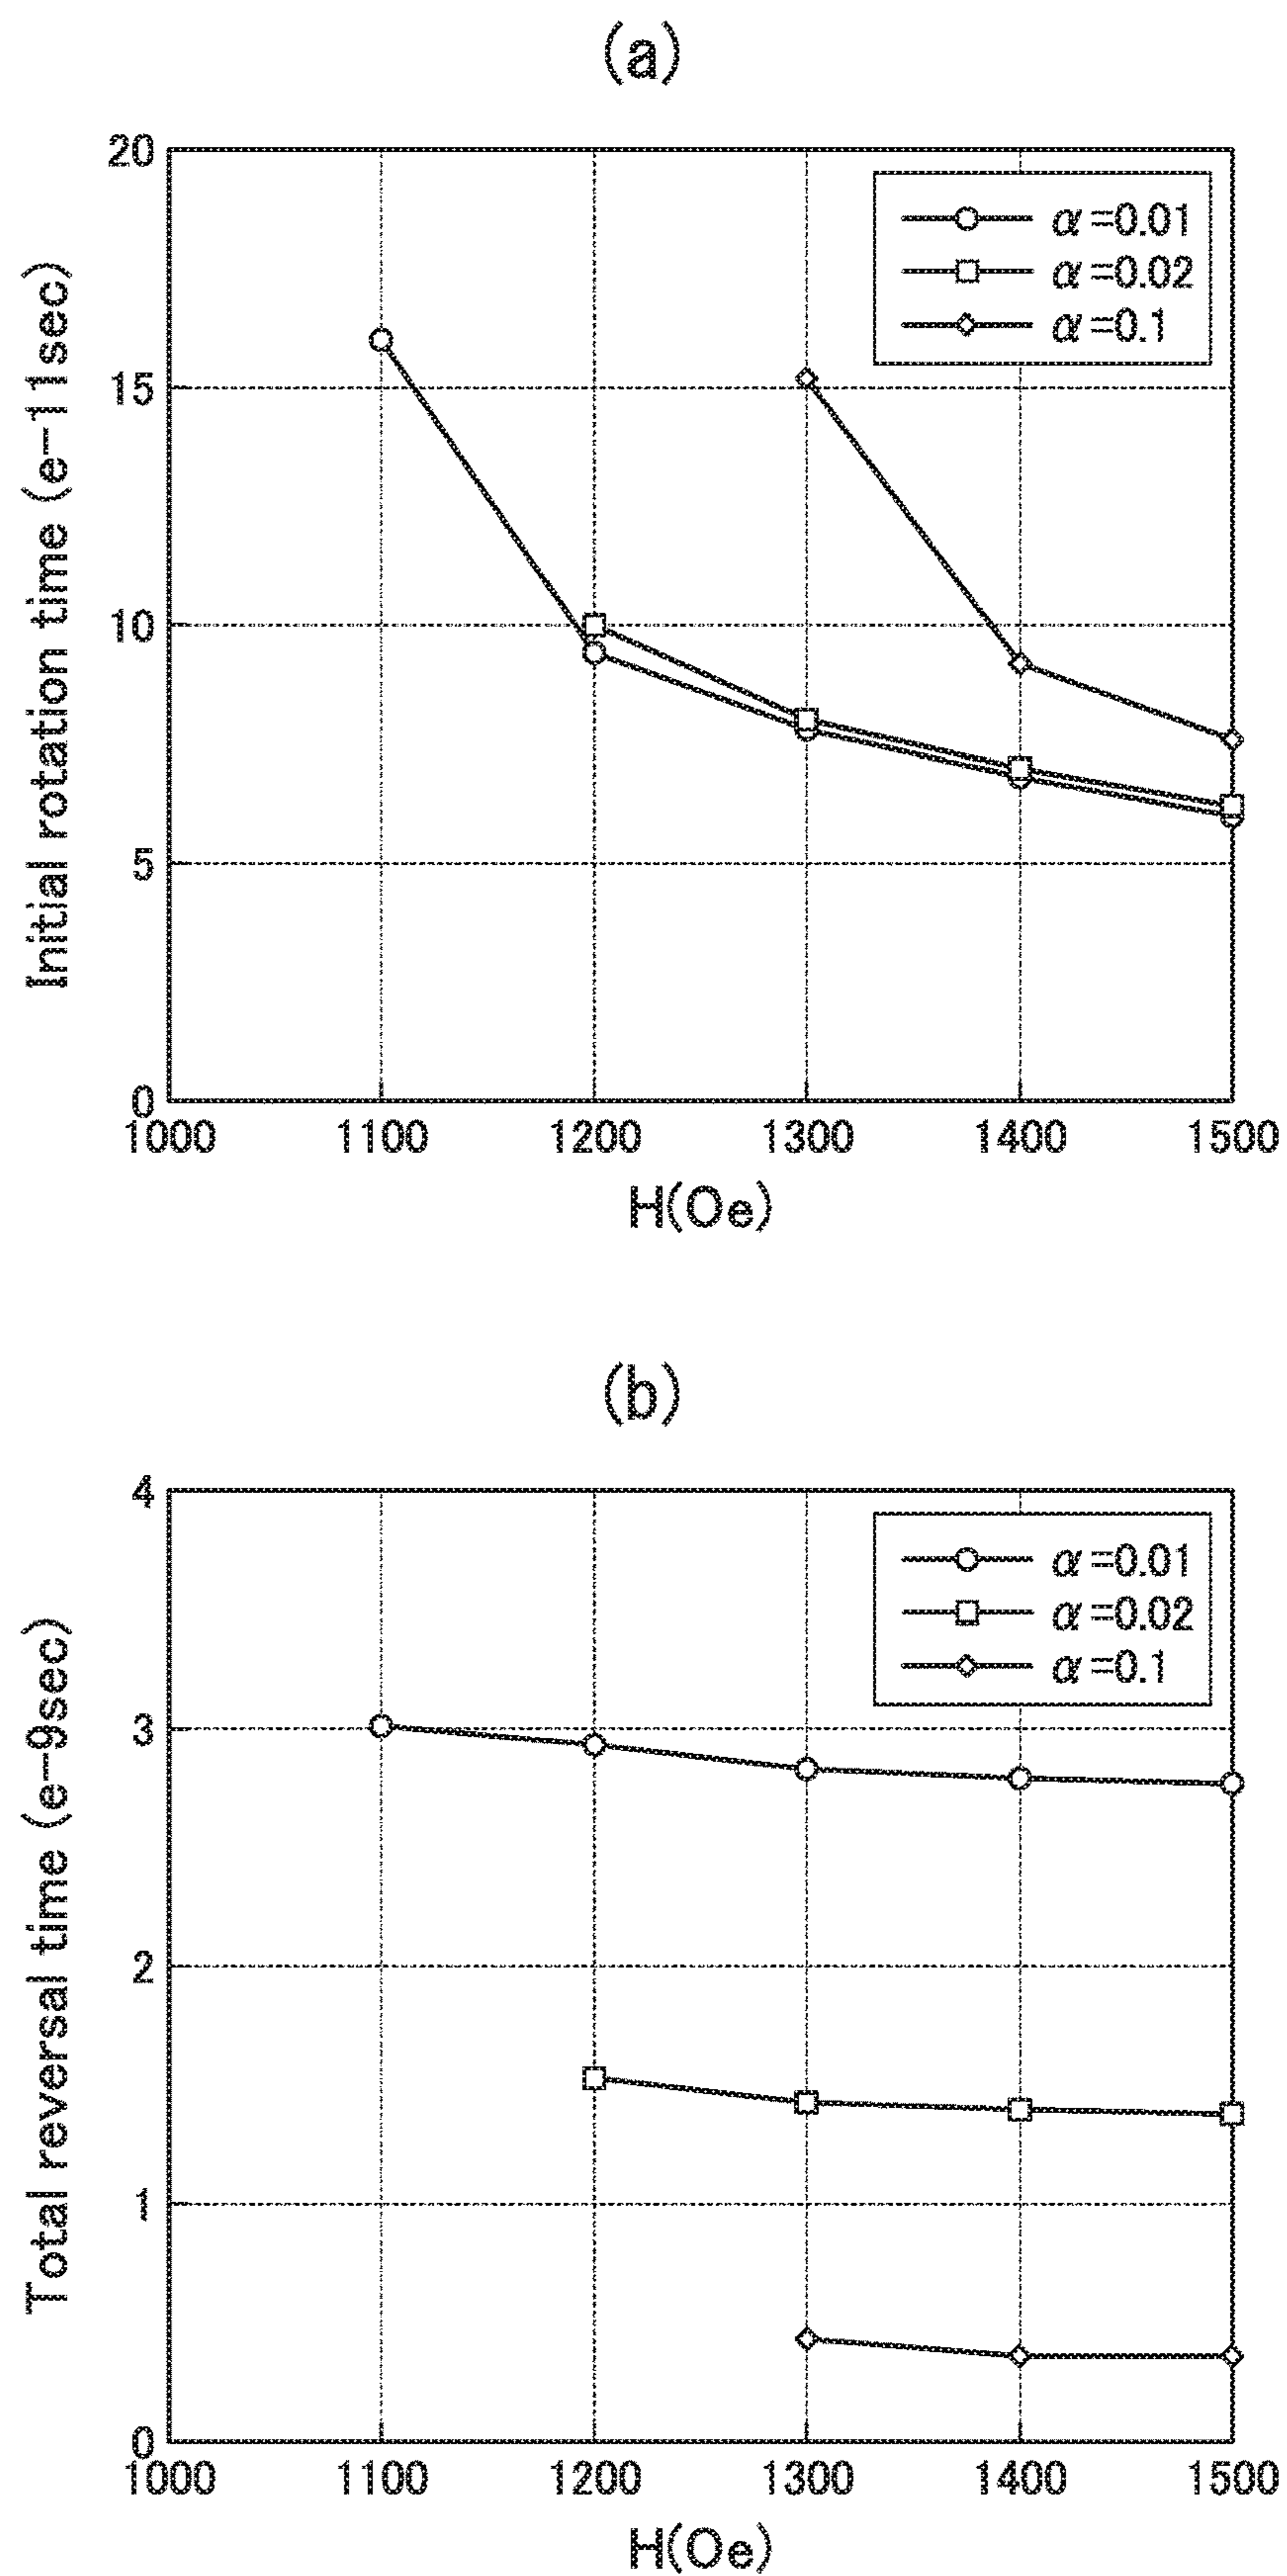 (a)
Initial rotation time (e-11sec)
20
15
10
5
0
α=0.01
α=0.02
α=0.1
1000 1100 1200 1300 1400 1500
H(Oe)
(b)
Total reversal time (e-9sec)
4
3
2
1
0
α=0.01
α=0.02
α=0.1
1000 1100 1200 1300 1400 1500
H(Oe)